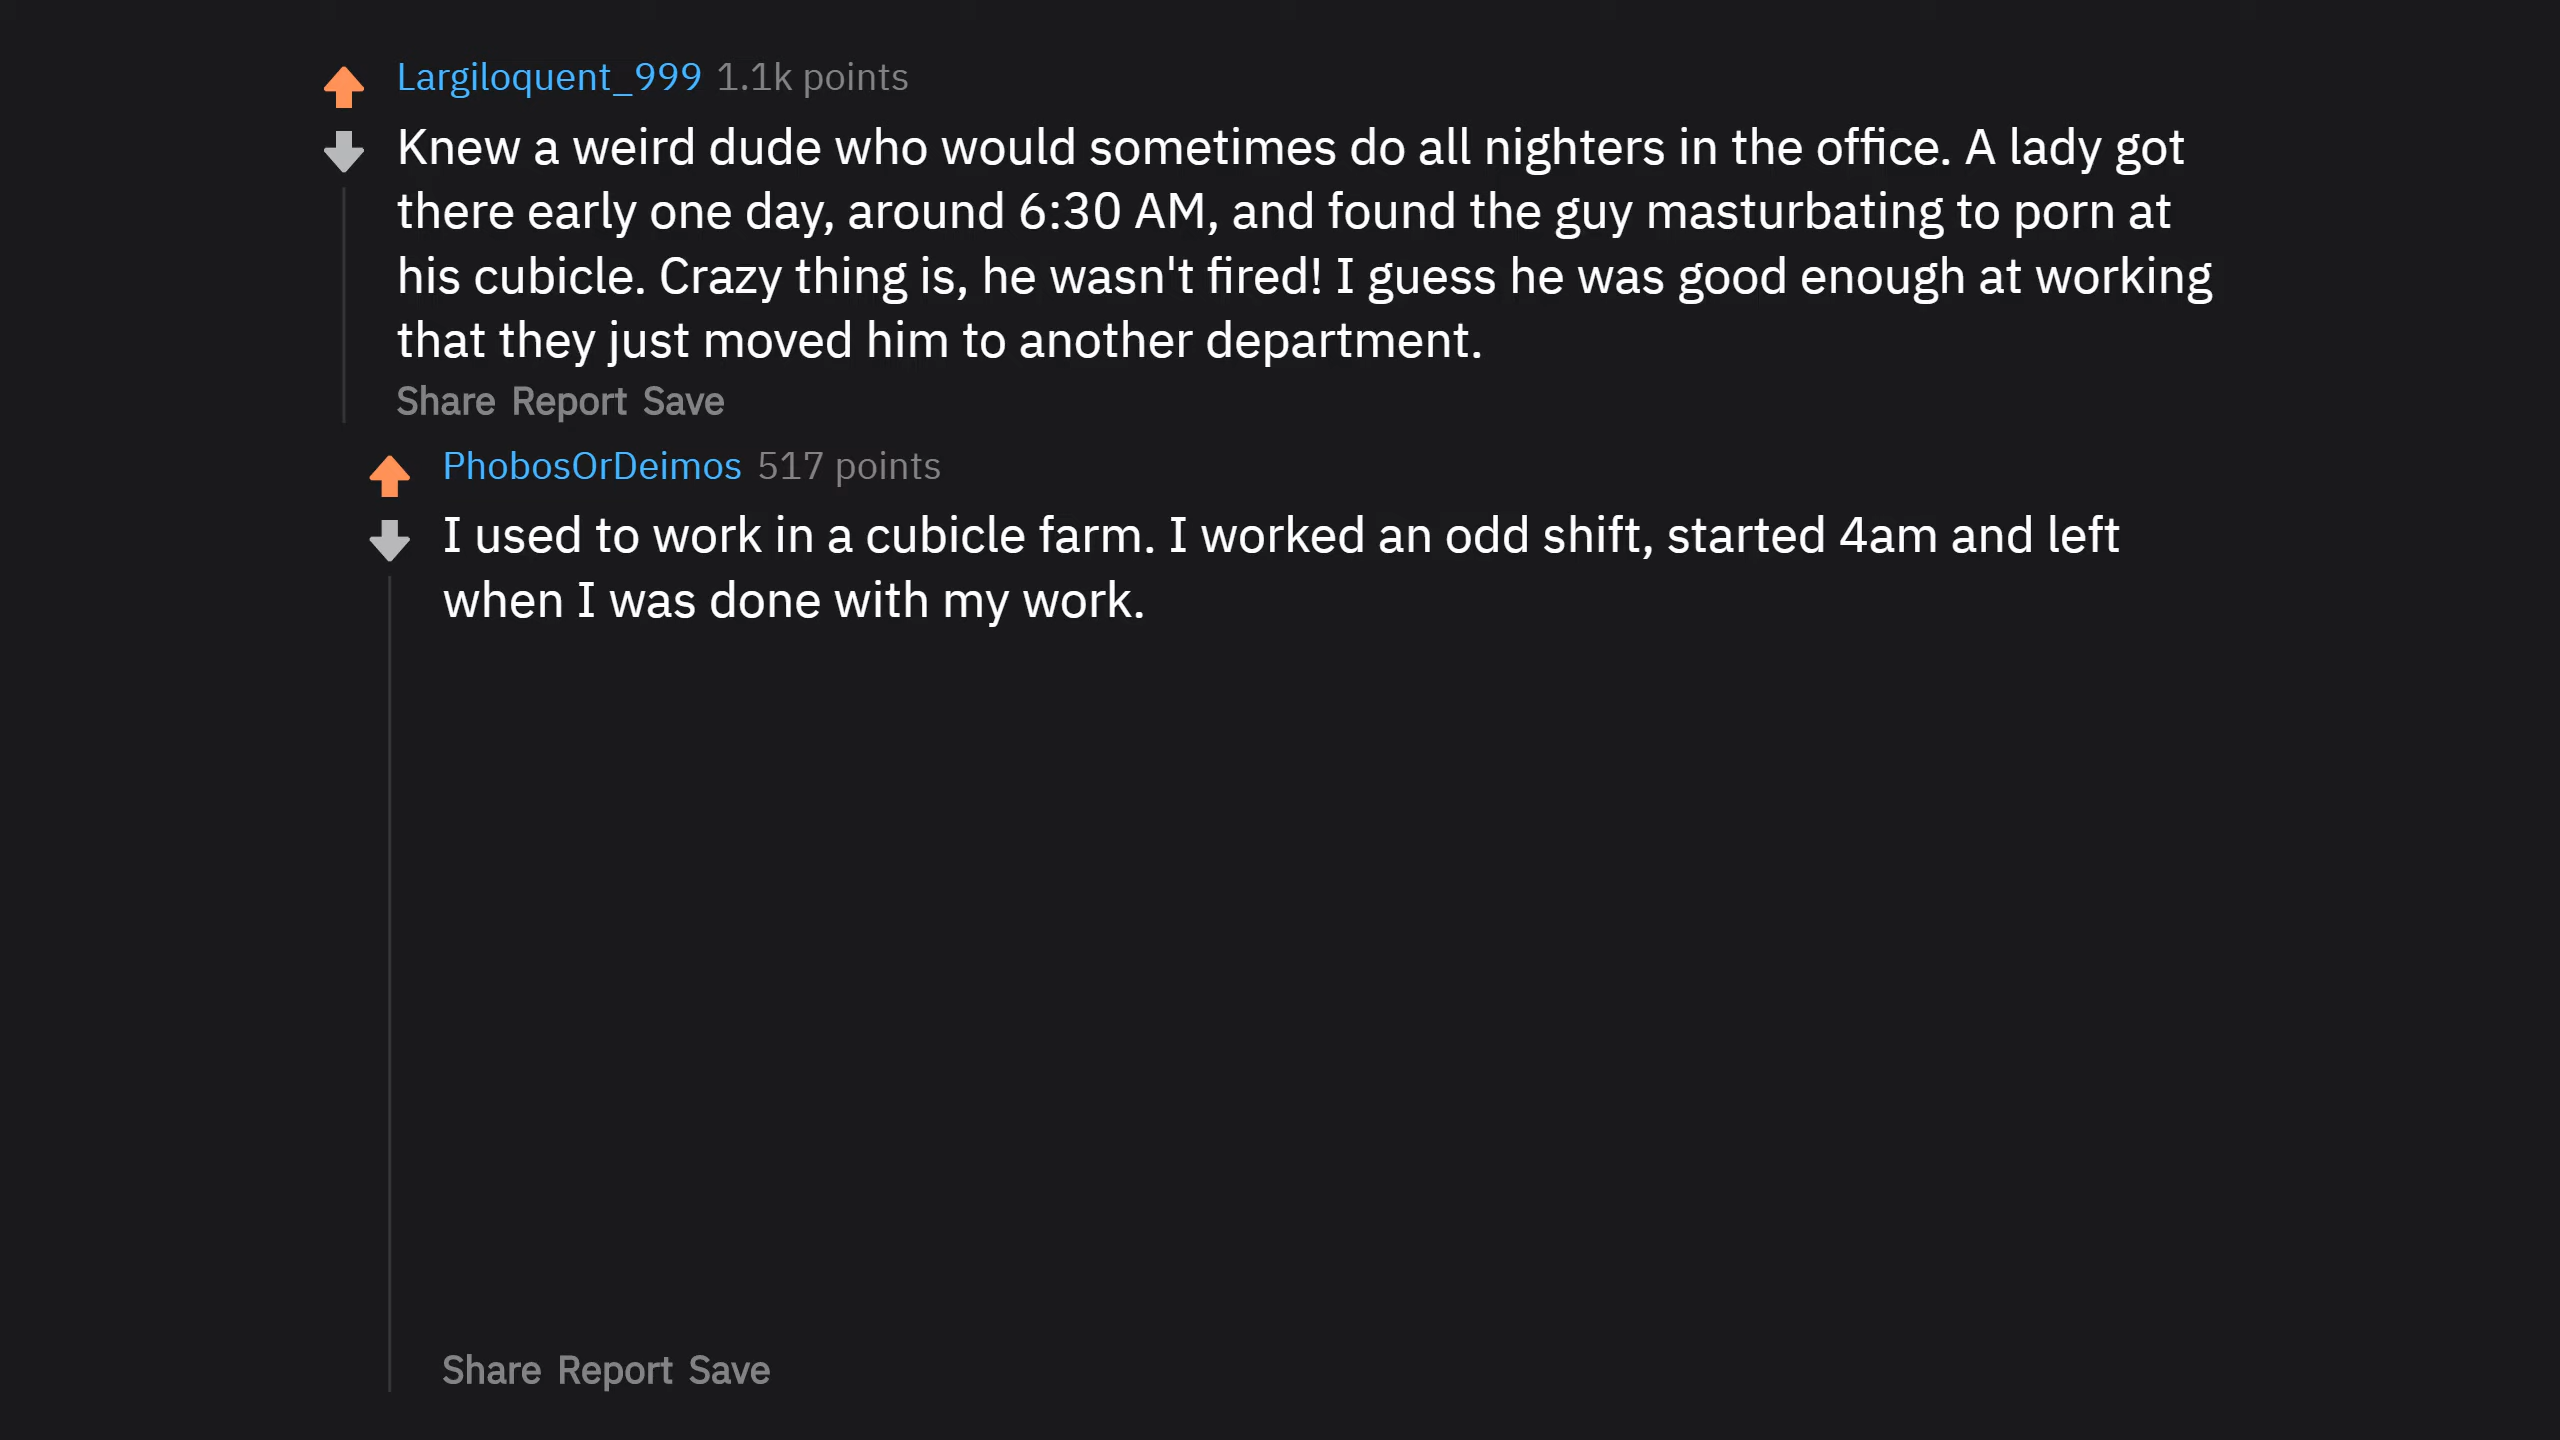 Largiloquent_999 1.1k points
Knew a weird dude who would sometimes do all nighters in the office. A lady got
there early one day, around 6:30 AM, and found the guy masturbating to porn at
his cubicle. Crazy thing is, he wasn't fired! I guess he was good enough at working
that they just moved him to another department.
Share Report Save
PhobosOrDeimos 517 points
I used to work in a cubicle farm. I worked an odd shift, started 4am and left
when I was done with my work.
Share Report Save